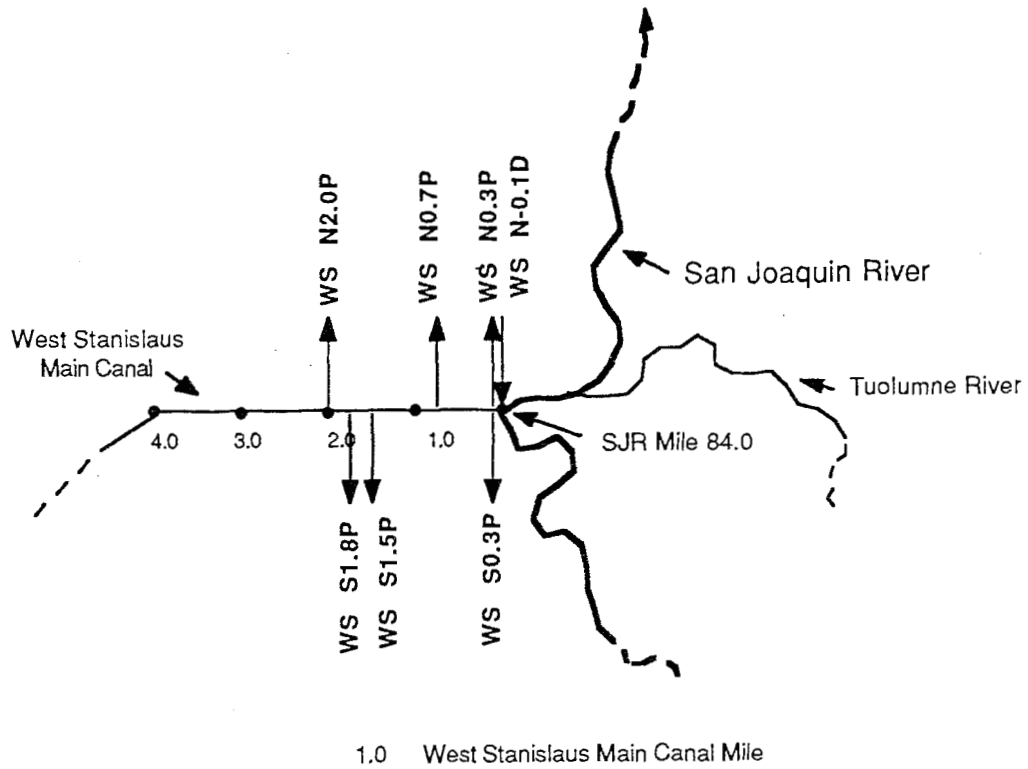 WS N2.0P
WS N0.7P
WS N0.3P
WS N-0.1D
San Joaquin River
West Stanislaus
Main Canal
Tuolumne River
4.0
3.0
2.0
1.0
SJR Mile 84.0
WS S1.8P
WS S1.5P
WS S0.3P
1.0 West Stanislaus Main Canal Mile